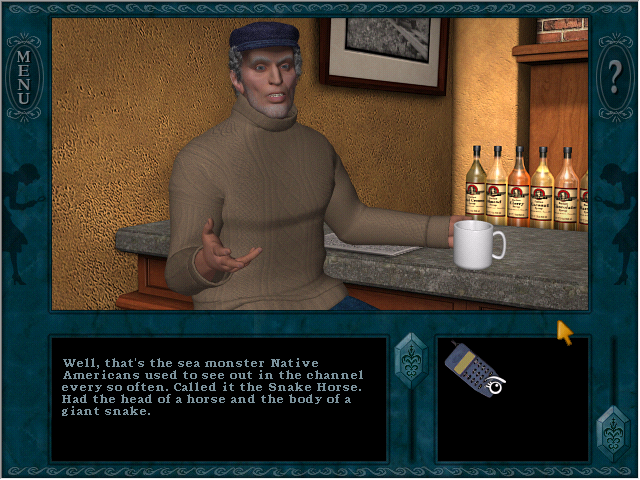 MENU
?
Well, that's the sea monster Native
Americans used to see out in the channel
every so often. Called it the Snake Horse.
Had the head of a horse and the body of a
giant snake.